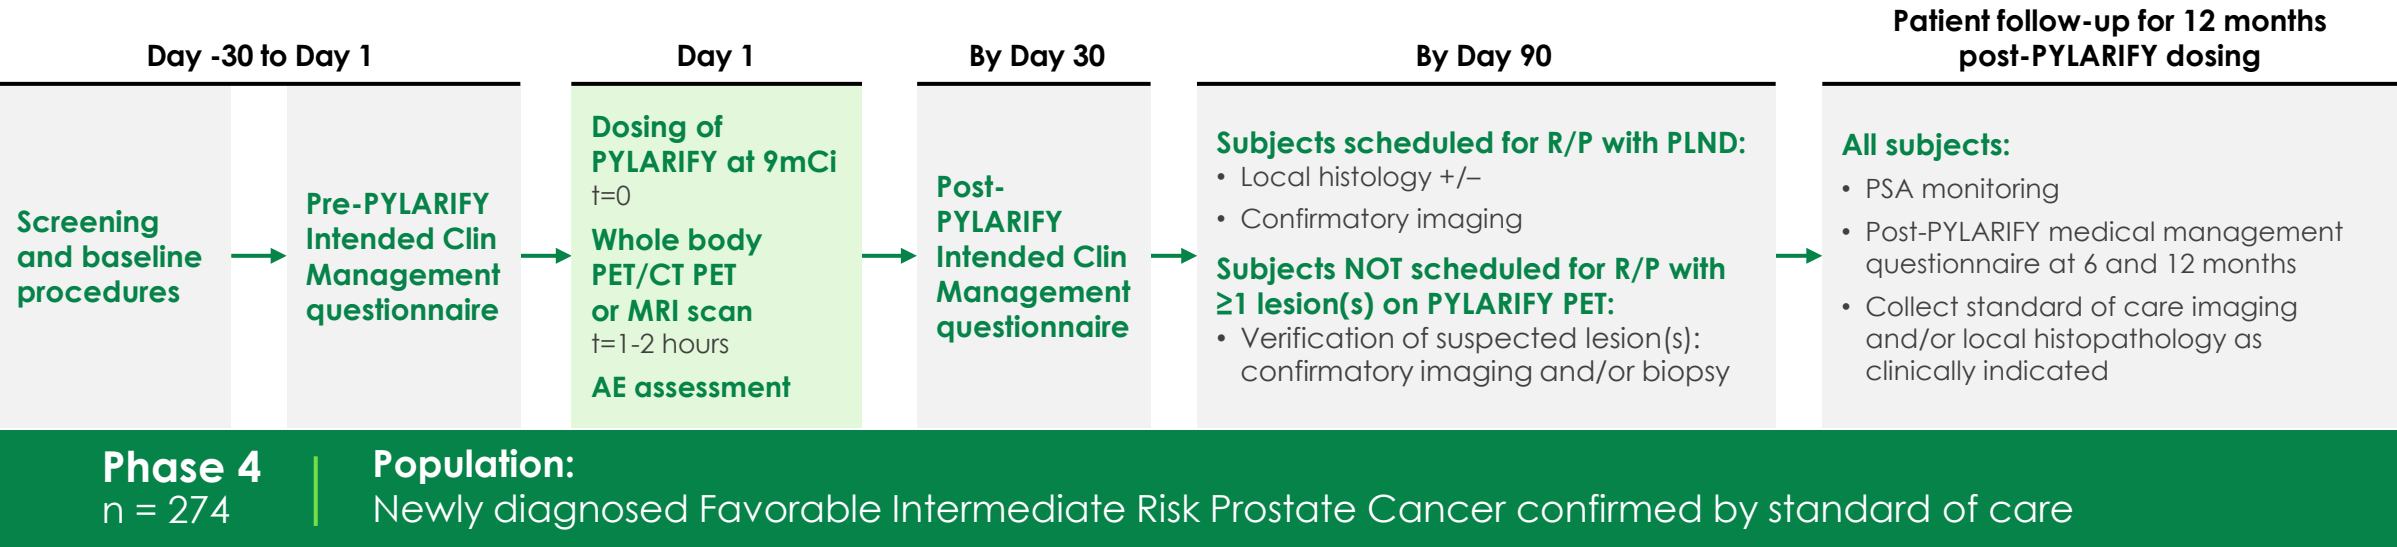 Day -30 to Day 1
Screening
and baseline
procedures
Pre-PYLARIFY
Intended Clin
Management
questionnaire
Day 1
Dosing of
PYLARIFY at 9mCi
t=0
Whole body
PET/CT PET
or MRI scan
t=1-2 hours
AE assessment
By Day 30
Post-
PYLARIFY
Intended Clin
Management
questionnaire
By Day 90
Subjects scheduled for R/P with PLND:
• Local histology +/–
• Confirmatory imaging
Subjects NOT scheduled for R/P with
≥1 lesion(s) on PYLARIFY PET:
• Verification of suspected lesion(s):
confirmatory imaging and/or biopsy
Patient follow-up for 12 months
post-PYLARIFY dosing
All subjects:
• PSA monitoring
• Post-PYLARIFY medical management
questionnaire at 6 and 12 months
• Collect standard of care imaging
and/or local histopathology as
clinically indicated
Phase 4
n = 274
Population:
Newly diagnosed Favorable Intermediate Risk Prostate Cancer confirmed by standard of care